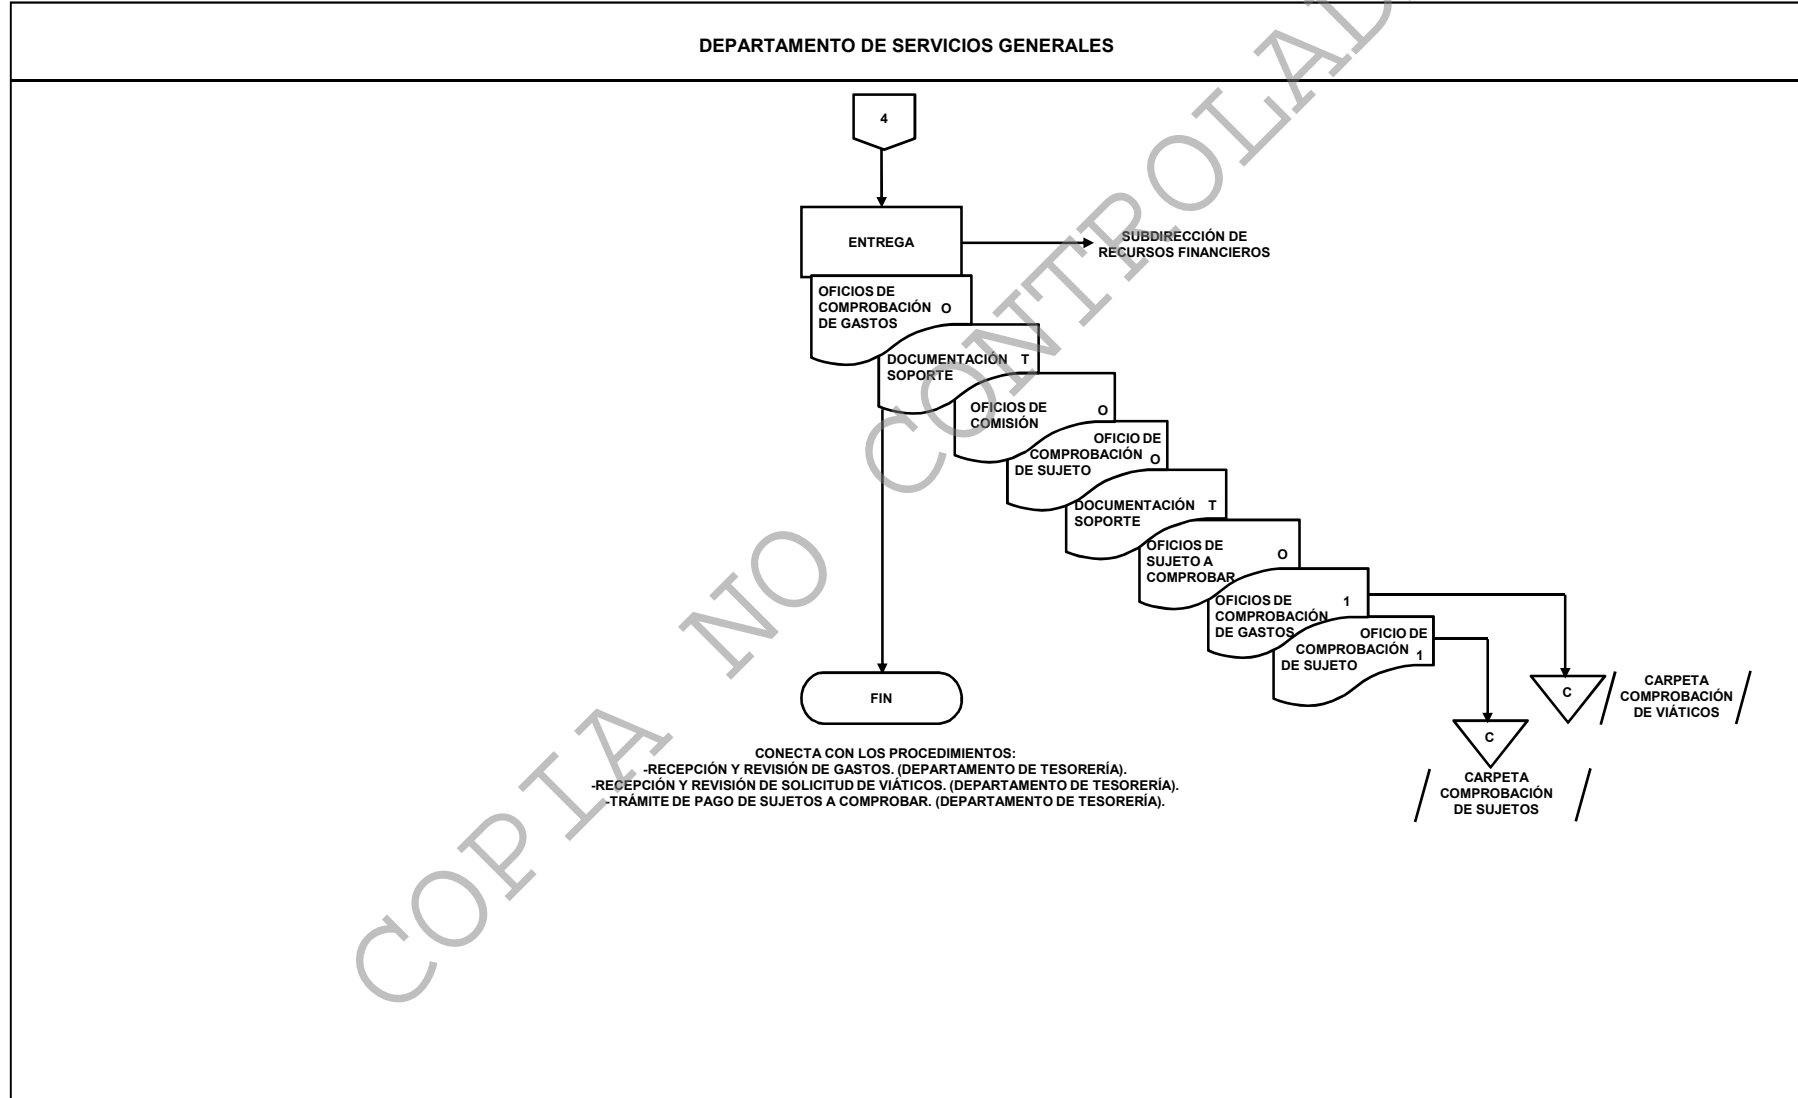 DEPARTAMENTO DE SERVICIOS GENERALES
4
ENTREGA
SUBDIRECCIÓN DE
RECURSOS FINANCIEROS
OFICIOS DE
COMPROBACIÓN O
DE GASTOS
DOCUMENTACIÓN T
SOPORTE
OFICIOS DE O
COMISIÓN
OFICIO DE
COMPROBACIÓN O
DE SUJETO
DOCUMENTACIÓN T
SOPORTE
OFICIOS DE
SUJETO A O
COMPROBAR
OFICIOS DE 1
COMPROBACIÓN
DE GASTOS
OFICIO DE
COMPROBACIÓN 1
DE SUJETO
FIN
C
CARPETA
COMPROBACIÓN
DE VIÁTICOS
C
CARPETA
COMPROBACIÓN
DE SUJETOS
CONECTA CON LOS PROCEDIMIENTOS:
-RECEPCIÓN Y REVISIÓN DE GASTOS. (DEPARTAMENTO DE TESORERÍA).
-RECEPCIÓN Y REVISIÓN DE SOLICITUD DE VIÁTICOS. (DEPARTAMENTO DE TESORERÍA).
-TRÁMITE DE PAGO DE SUJETOS A COMPROBAR. (DEPARTAMENTO DE TESORERÍA).
COPIA NO CONTROLAD